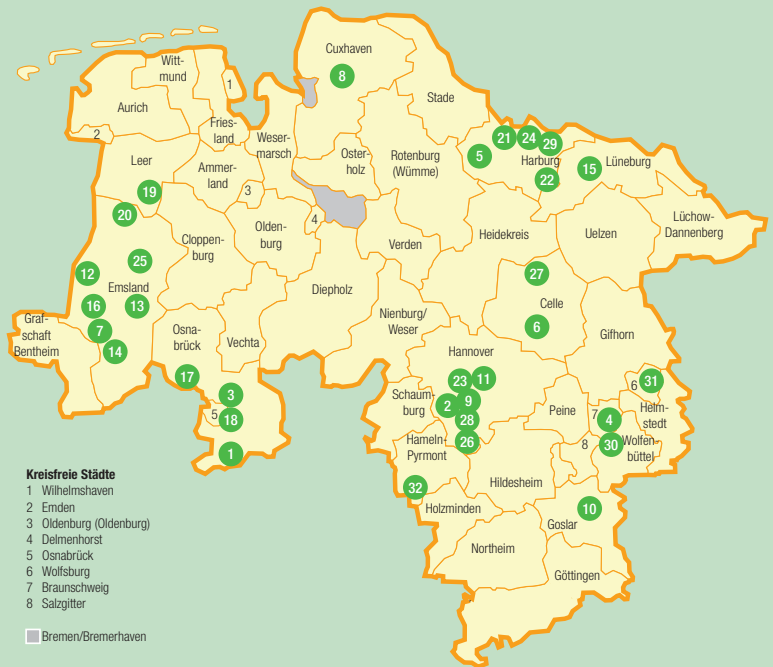 Cuxhaven
8
Witt-
mund
1
Stade
Aurich
Fries-
land
Weser-
marsch
2
21
24
29
5
Leer
Ammer-
land
Oster-
holz
Rotenburg
(Wümme)
Harburg
15
Lüneburg
22
19
3
20
4
Olden-
burg
Cloppen-
burg
Verden
Heidekreis
Uelzen
Lüchow-
Dannenberg
25
12
Emsland
27
Diepholz
Celle
16
13
Graf-
schaft
Bentheim
7
14
Osna-
brück
Vechta
Nienburg/
Weser
6
Gifhorn
Hannover
17
3
23
11
6
31
Schaum-
burg
2
9
5
18
28
Peine
7
4
Helm-
stedt
1
Hameln-
Pyrmont
26
8
30
Wolfen-
büttel
32
Hildesheim
Holzminden
10
Goslar
Northeim
Göttingen
Kreisfreie Städte
1 Wilhelmshaven
2 Emden
3 Oldenburg (Oldenburg)
4 Delmenhorst
5 Osnabrück
6 Wolfsburg
7 Braunschweig
8 Salzgitter
Bremen/Bremerhaven